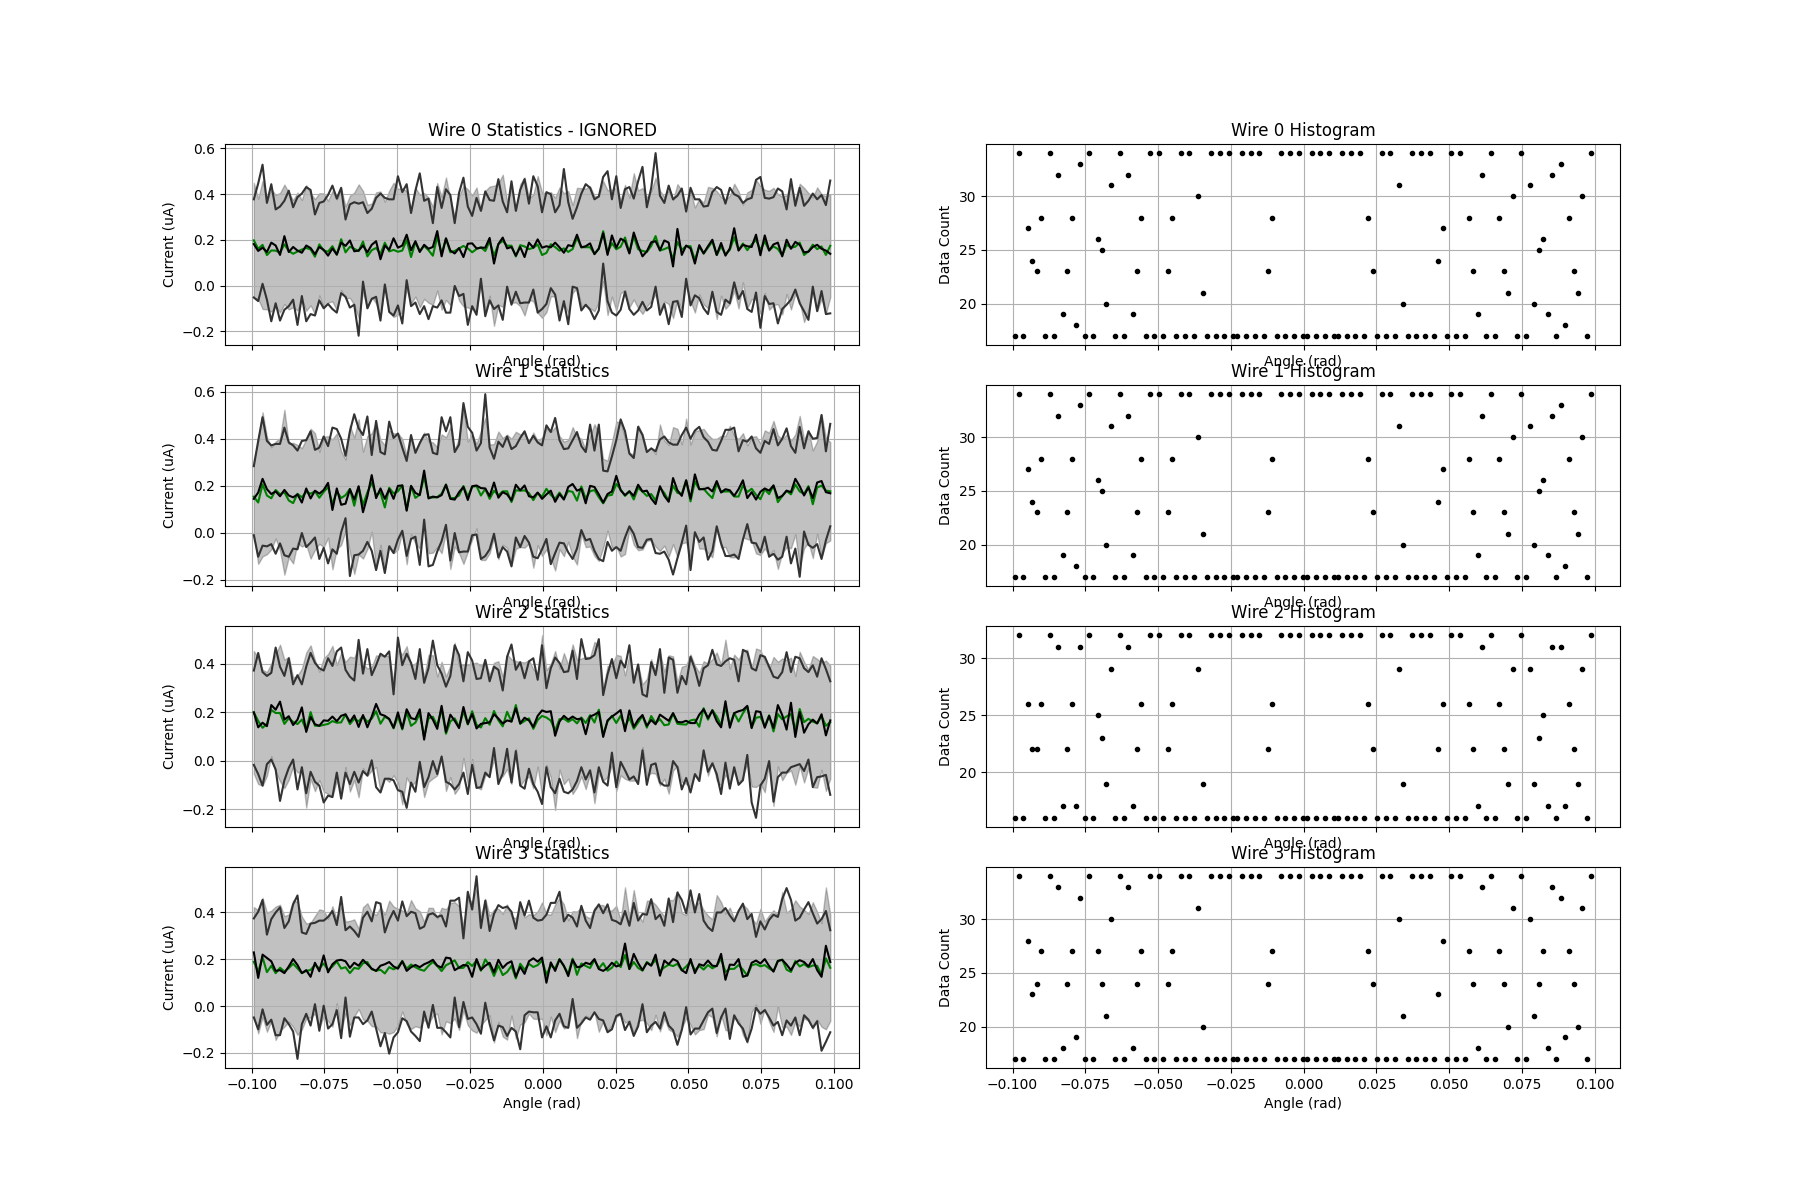 Wire 0 Statistics - IGNORED
Current (uA)
0.6
0.4
0.2
0.0
−0.2
Angle (rad)
Wire 0 Histogram
Data Count
30
25
20
Angle (rad)
Wire 1 Statistics
Current (uA)
0.6
0.4
0.2
0.0
−0.2
Angle (rad)
Wire 1 Histogram
Data Count
30
25
20
Angle (rad)
Wire 2 Statistics
Current (uA)
0.4
0.2
0.0
−0.2
Angle (rad)
Wire 2 Histogram
Data Count
30
25
20
Angle (rad)
Wire 3 Statistics
Current (uA)
0.4
0.2
0.0
−0.2
−0.100 −0.075 −0.050 −0.025 0.000 0.025 0.050 0.075 0.100
Angle (rad)
Wire 3 Histogram
Data Count
30
25
20
−0.100 −0.075 −0.050 −0.025 0.000 0.025 0.050 0.075 0.100
Angle (rad)